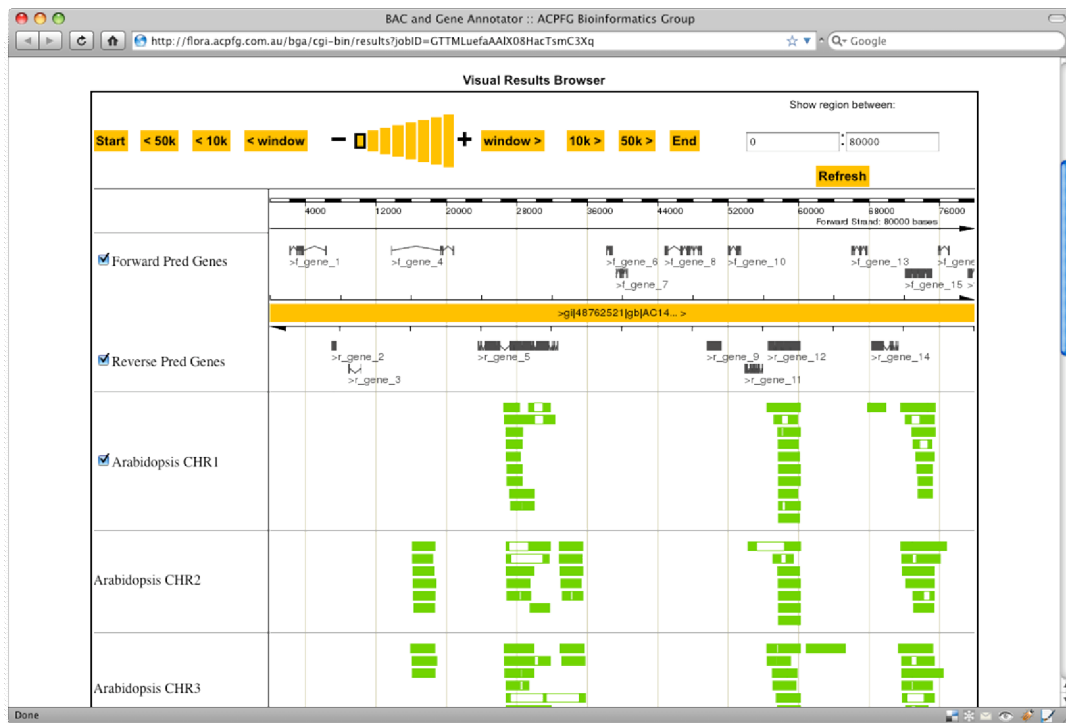 BAC and Gene Annotator :: ACPFG Bioinformatics Group
http://flora.acpfg.com.au/bga/cgi-bin/results?jobID=GTTMLuefaAAIX08HacTsmC3Xq
Google
Visual Results Browser
Show region between:
Start < 50k < 10k < window − + window > 10k > 50k > End 0 : 80000
Refresh
4000 12000 20000 28000 36000 44000 52000 60000 68000 76000
Forward Strand: 80000 bases
Forward Pred Genes
>f_gene_1 >f_gene_4 >f_gene_6 >f_gene_8 >f_gene_10 >f_gene_13 >f_gene
>f_gene_7 >f_gene_15 >
>gi|48762521|gb|AC14... >
Reverse Pred Genes
>r_gene_2 >r_gene_5 >r_gene_9 >r_gene_12 >r_gene_14
>r_gene_3 >r_gene_11
Arabidopsis CHR1
Arabidopsis CHR2
Arabidopsis CHR3
Done